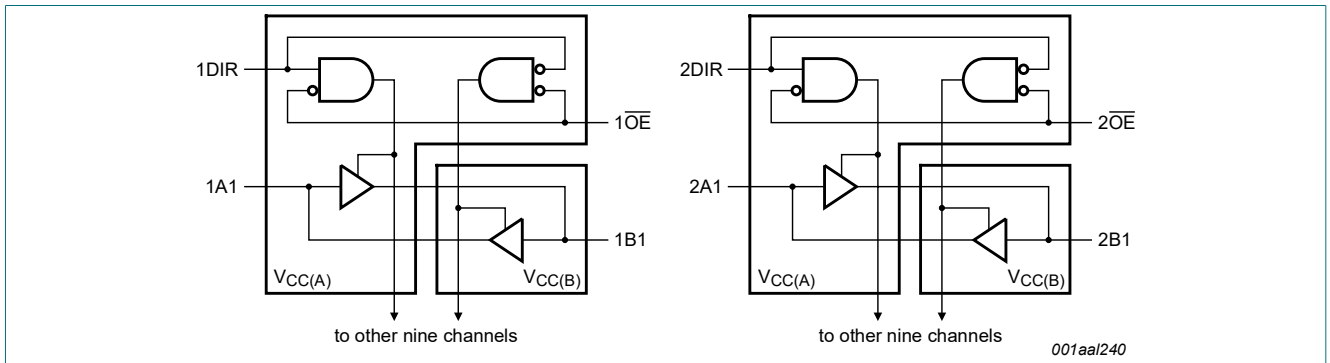 1DIR
1OE
1A1
1B1
VCC(A)
VCC(B)
to other nine channels
2DIR
2OE
2A1
2B1
VCC(A)
VCC(B)
to other nine channels
001aal240